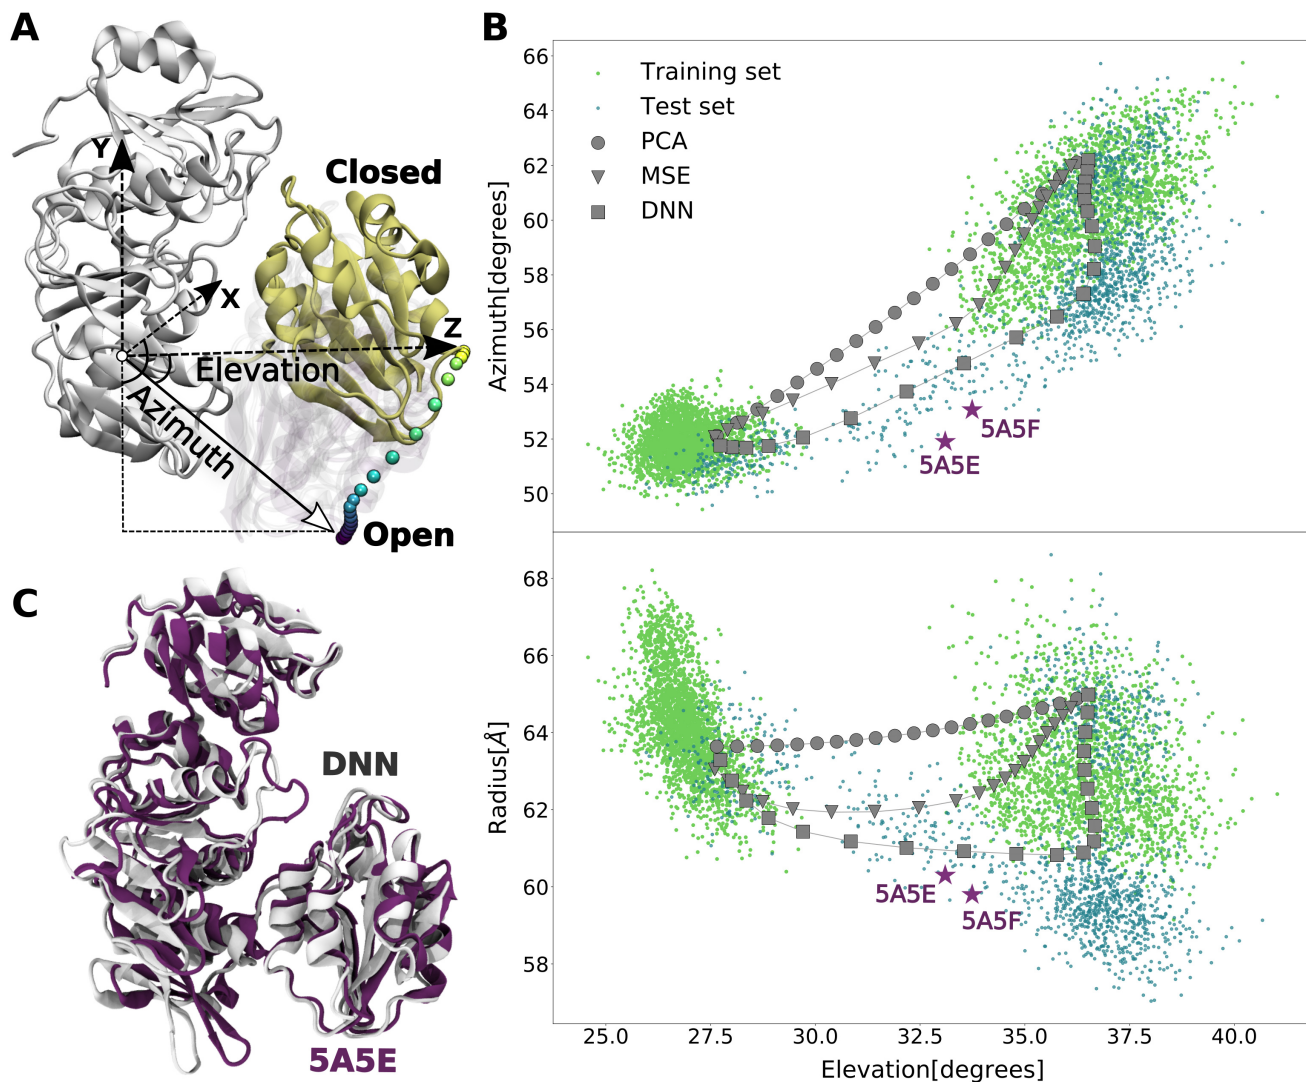 A
Y
X
Z
Closed
Elevation
Azimuth
Open
B
Training set
Test set
PCA
MSE
DNN
66
64
62
60
58
56
54
52
50
Azimuth[degrees]
5A5F
5A5E
68
66
64
62
60
58
Radius[Å]
5A5E
5A5F
25.0 27.5 30.0 32.5 35.0 37.5 40.0
Elevation[degrees]
C
DNN
5A5E